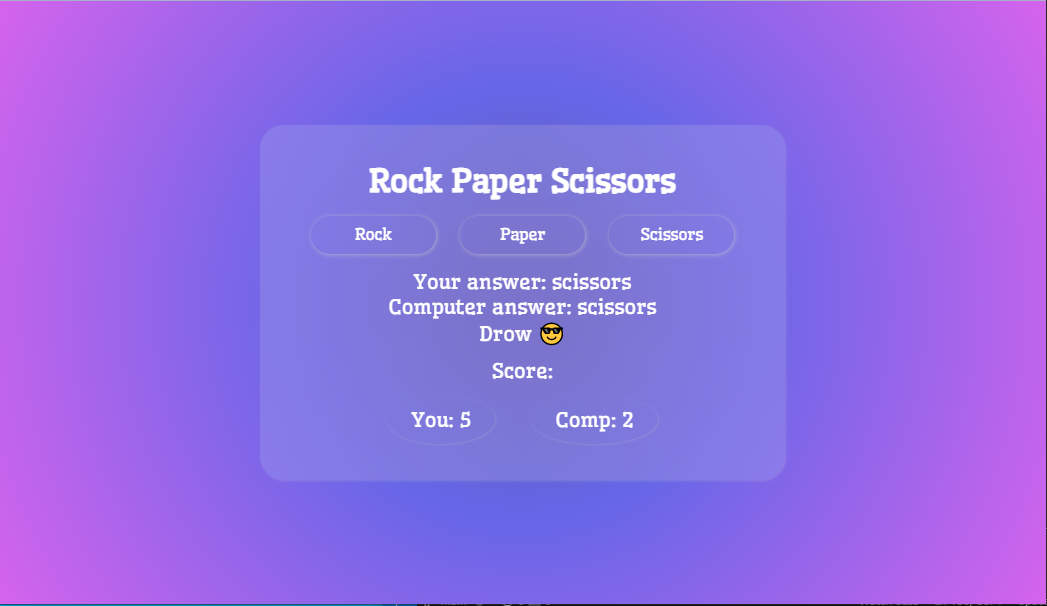 Rock Paper Scissors
Rock Paper Scissors
Your answer: scissors
Computer answer: scissors
Drow 😎
Score:
You: 5 Comp: 2